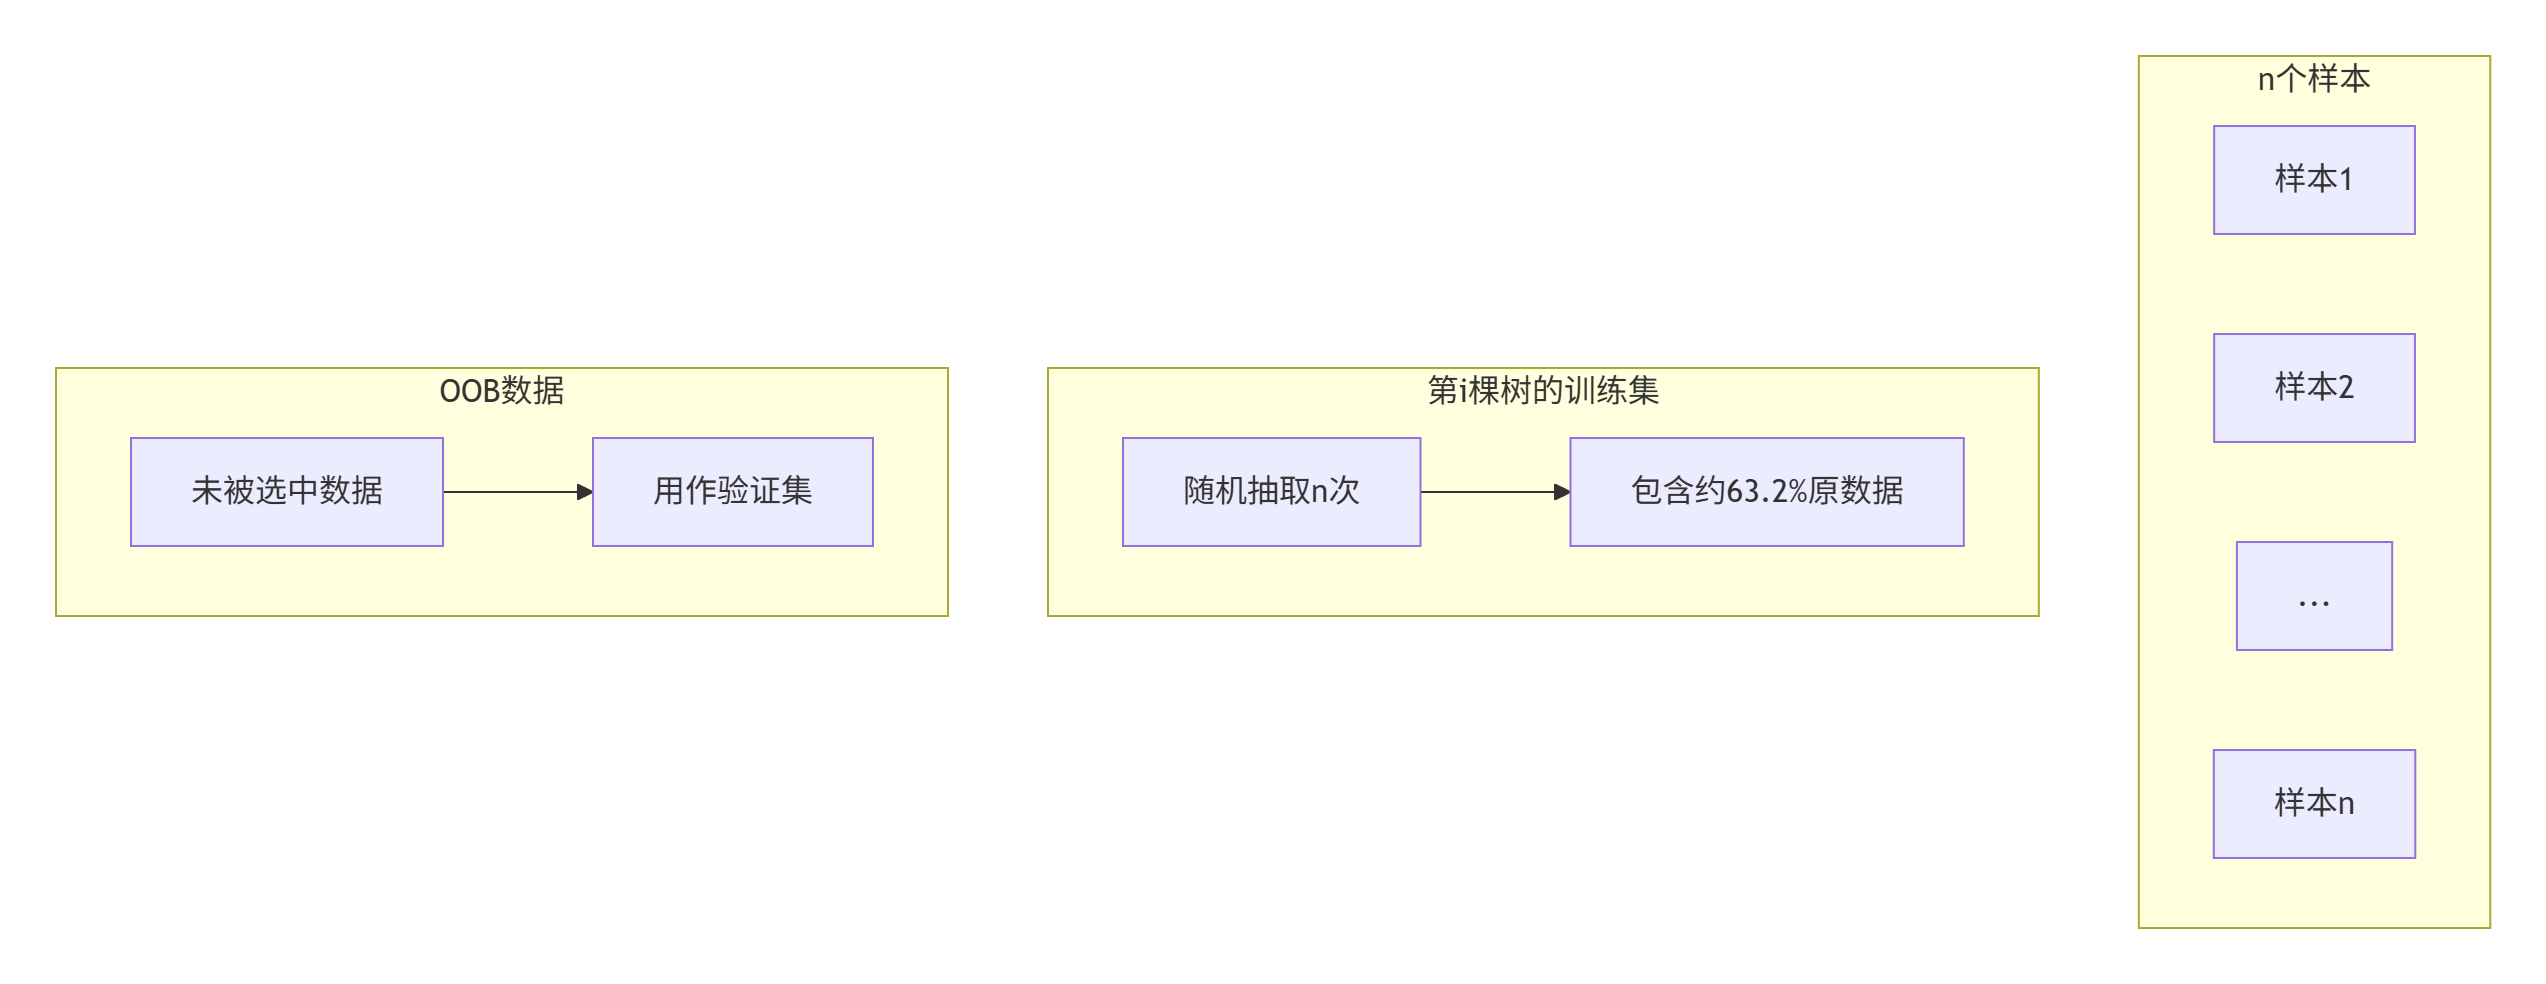 OOB数据
未被选中数据
用作验证集
第i棵树的训练集
随机抽取n次
包含约63.2%原数据
n个样本
样本1
样本2
...
样本n